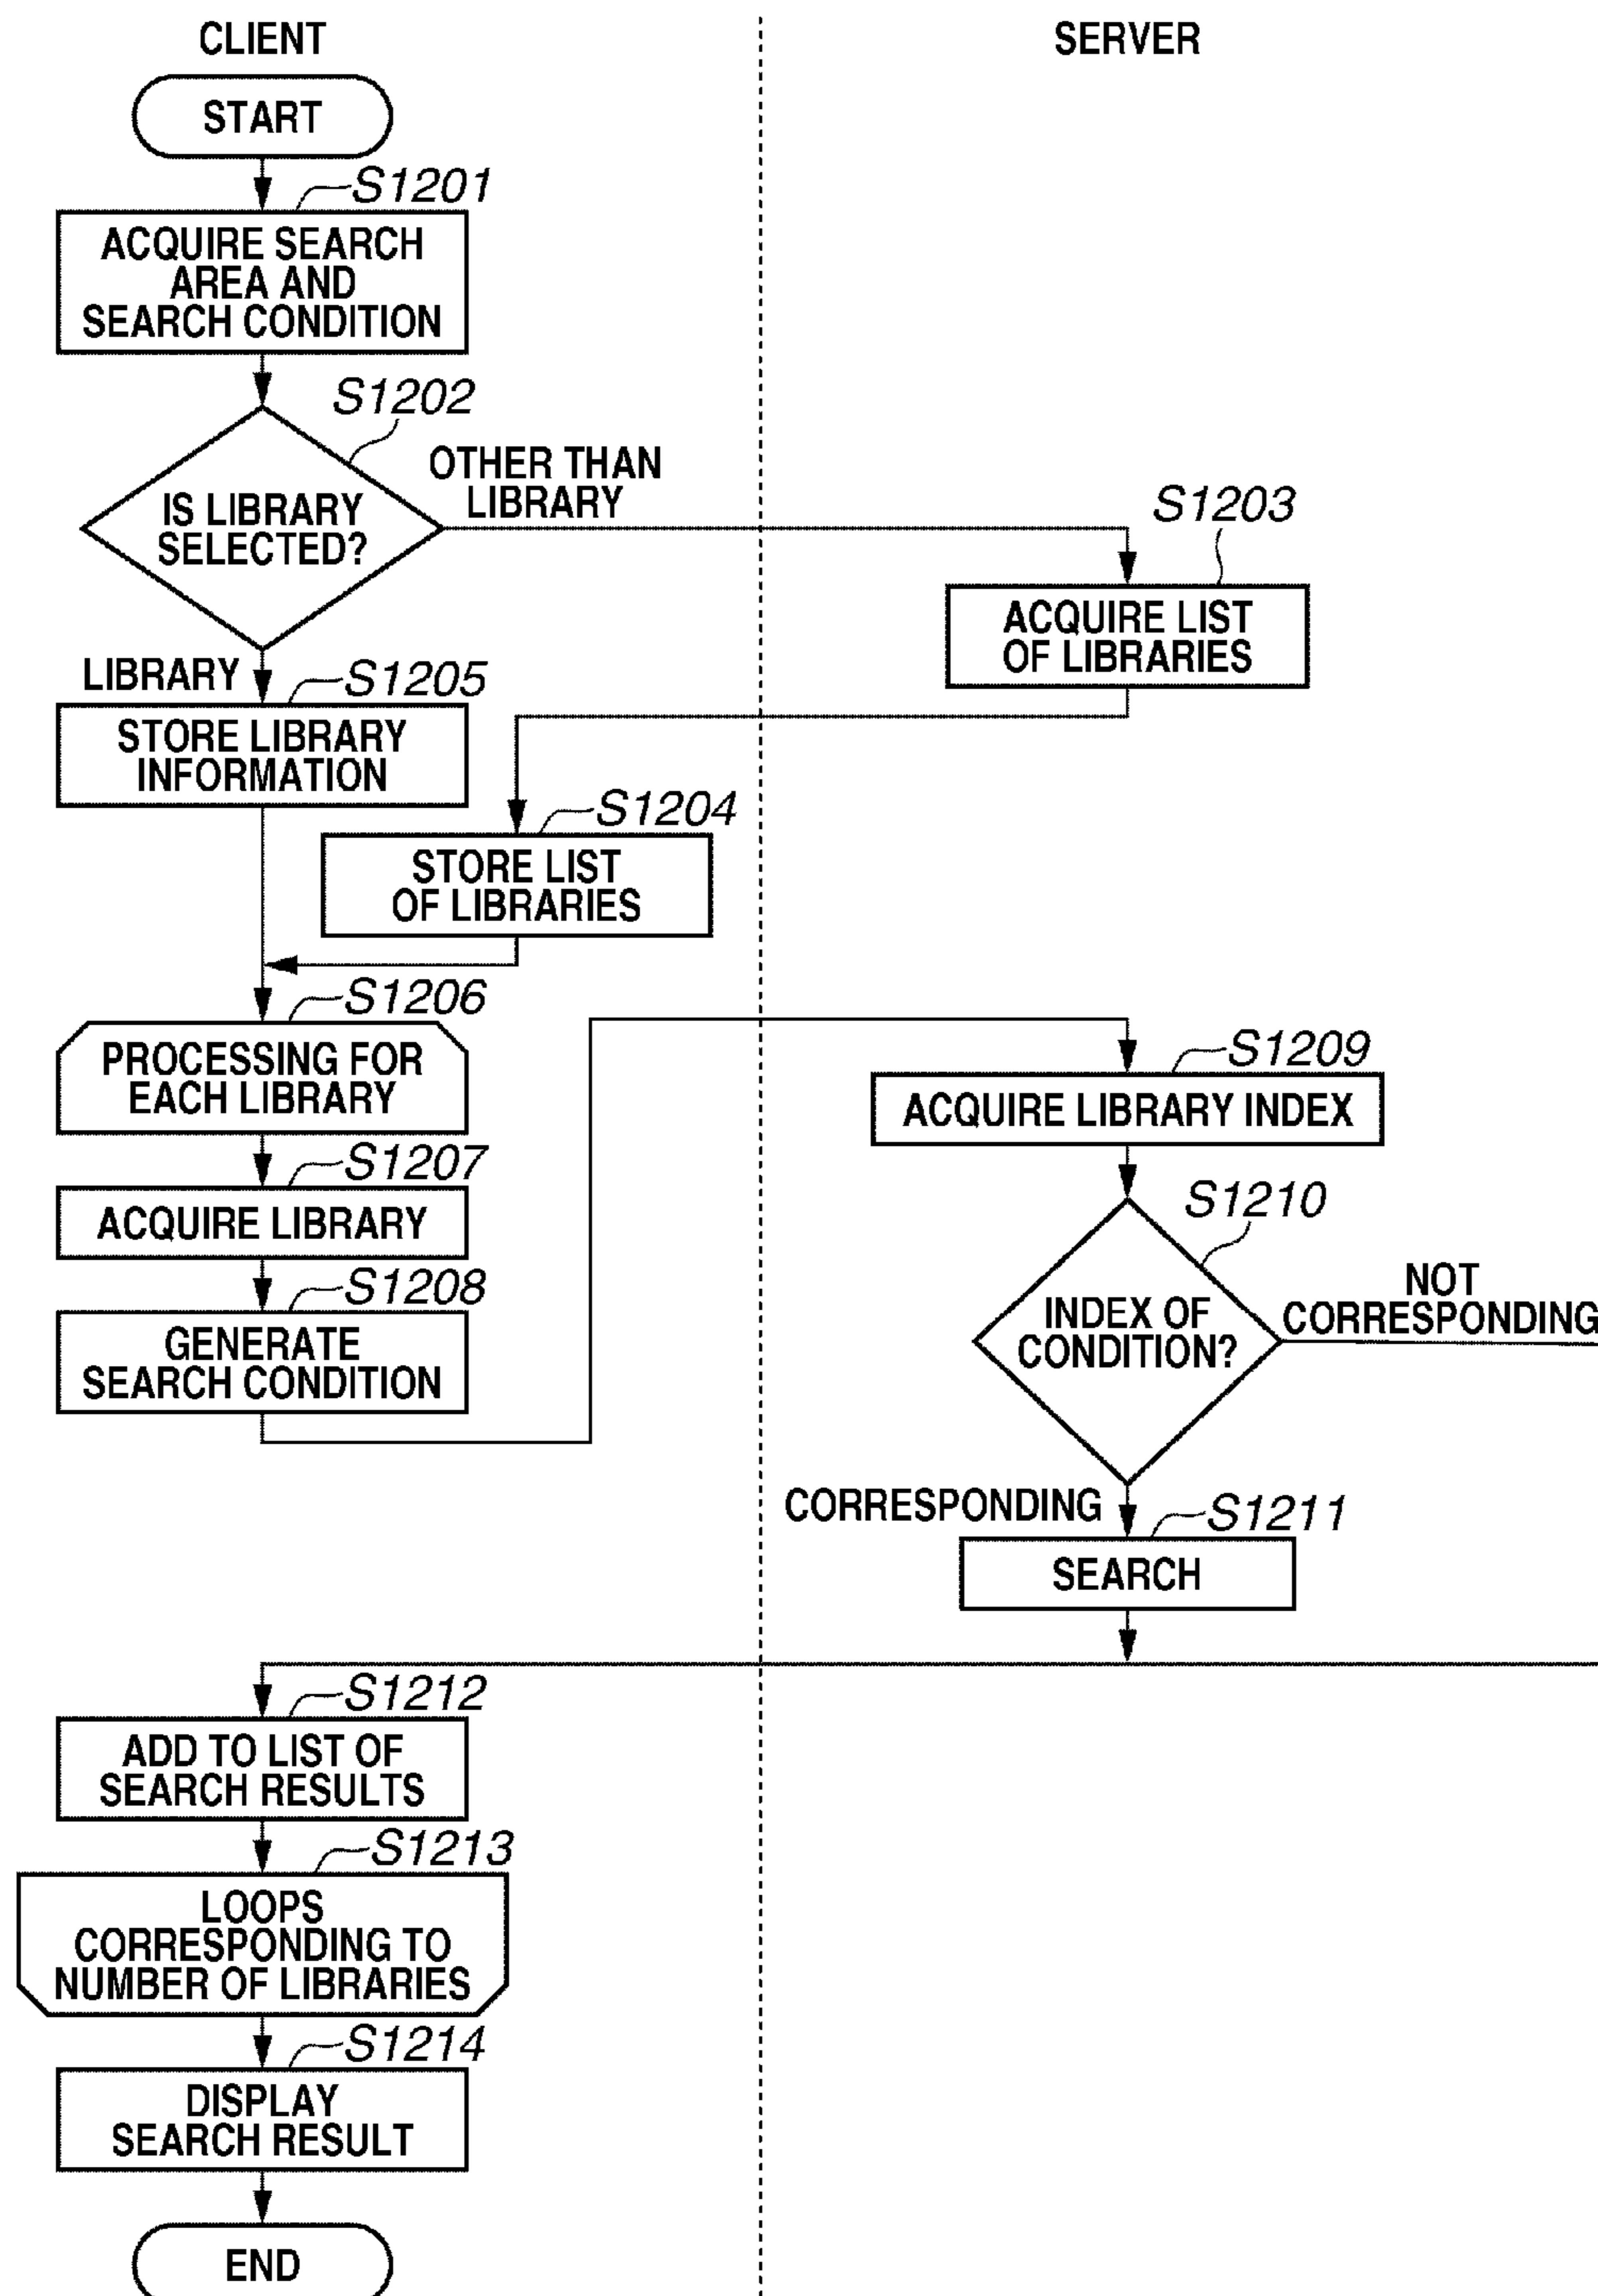 CLIENT
SERVER
START
S1201
ACQUIRE SEARCH
AREA AND
SEARCH CONDITION
S1202
IS LIBRARY
SELECTED?
OTHER THAN
LIBRARY
S1203
ACQUIRE LIST
OF LIBRARIES
LIBRARY
S1205
STORE LIBRARY
INFORMATION
S1204
STORE LIST
OF LIBRARIES
S1206
PROCESSING FOR
EACH LIBRARY
S1207
ACQUIRE LIBRARY
S1208
GENERATE
SEARCH CONDITION
S1209
ACQUIRE LIBRARY INDEX
S1210
INDEX OF
CONDITION?
NOT
CORRESPONDING
CORRESPONDING
S1211
SEARCH
S1212
ADD TO LIST OF
SEARCH RESULTS
S1213
LOOPS
CORRESPONDING TO
NUMBER OF LIBRARIES
S1214
DISPLAY
SEARCH RESULT
END